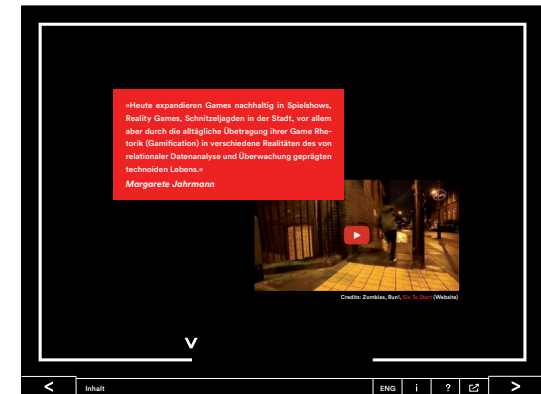 »Heute expandieren Games nachhaltig in Spielshows,
Reality Games, Schnitzeljagden in der Stadt, vor allem
aber durch die alltägliche Übetragung ihrer Game Rhe-
torik (Gamification) in verschiedene Realitäten des von
relationaler Datenanalyse und Überwachung geprägten
technoiden Lebens.«
Margarete Jahrmann
Credits: Zombies, Run!, Six To Start (Website)
V
< Inhalt ENG i ? >